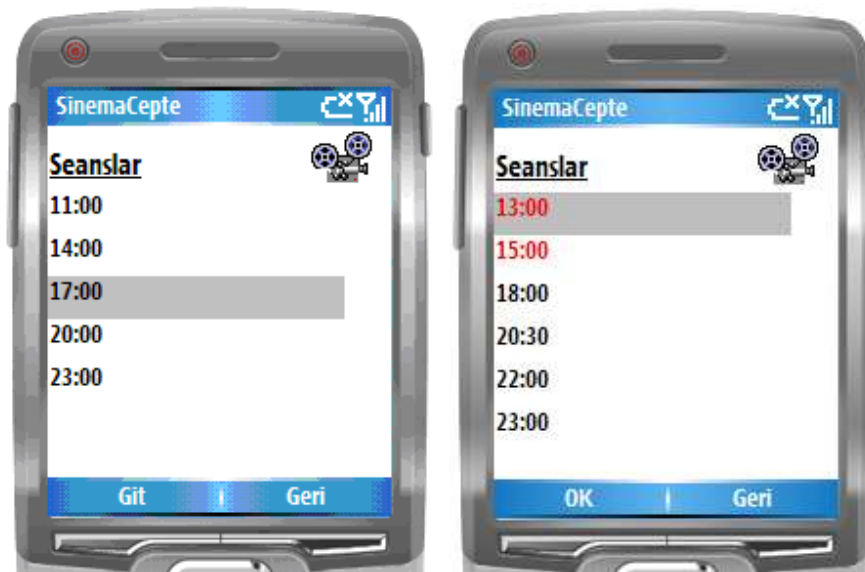 SinemaCepte
Seanslar
11:00
14:00
17:00
20:00
23:00
Git
Geri
SinemaCepte
Seanslar
13:00
15:00
18:00
20:30
22:00
23:00
OK
Geri